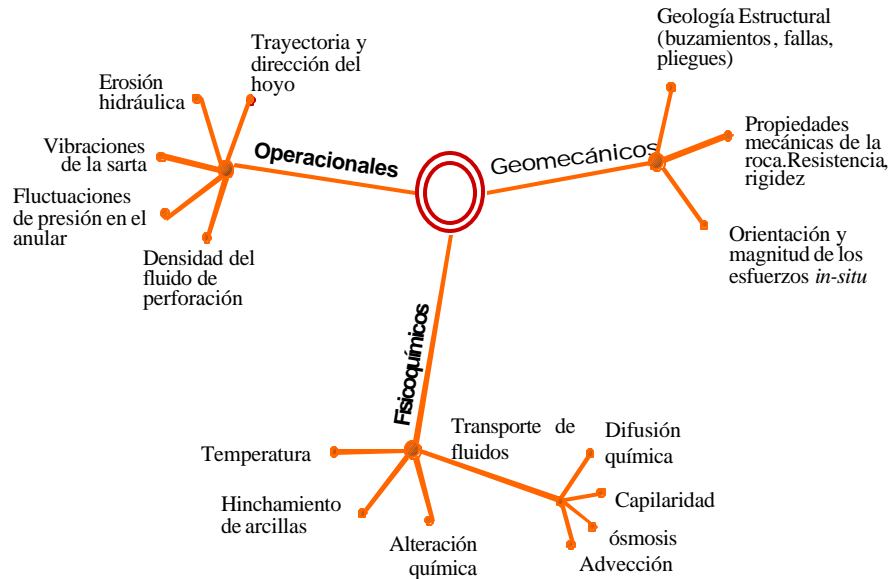 Trayectoria y
dirección del
hoyo
Erosión
hidráulica
Vibraciones
de la sarta
Fluctuaciones
de presión en el
anular
Densidad del
fluido de
perforación
Operacionales
Geomecánicos
Geología Estructural
(buzamientos, fallas,
pliegues)
Propiedades
mecánicas de la
roca.Resistencia,
rigidez
Orientación y
magnitud de los
esfuerzos in-situ
Fisicoquímicos
Temperatura
Hinchamiento
de arcillas
Alteración
química
Transporte de
fluidos
Difusión
química
Capilaridad
ósmosis
Advección